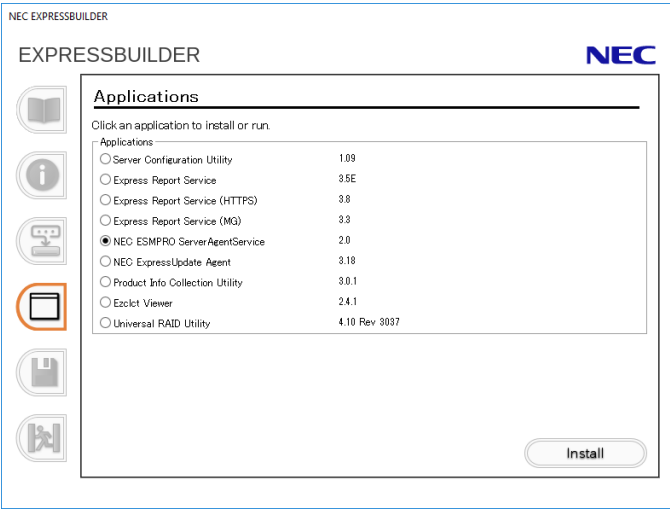 NEC EXPRESSBUILDER
EXPRESSBUILDER
NEC
Applications
Click an application to install or run.
Applications
Server Configuration Utility 1.09
Express Report Service 3.5E
Express Report Service (HTTPS) 3.8
Express Report Service (MG) 3.3
NEC ESMPRO ServerAgentService 2.0
NEC ExpressUpdate Agent 3.18
Product Info Collection Utility 3.0.1
Ezclct Viewer 2.4.1
Universal RAID Utility 4.10 Rev 3037
Install